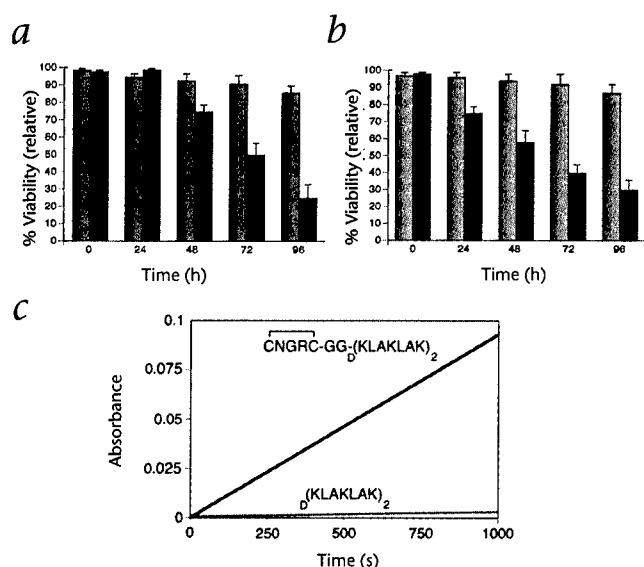 a
% Viability (relative)
100
90
80
70
60
50
40
30
20
10
0
0 24 48 72 96
Time (h)
b
% Viability (relative)
100
90
80
70
60
50
40
30
20
10
0
0 24 48 72 96
Time (h)
c
Absorbance
0.1
0.075
0.05
0.025
0
CNGRC-GG-D(KLAKLAK)2
D(KLAKLAK)2
0 250 500 750 1000
Time (s)